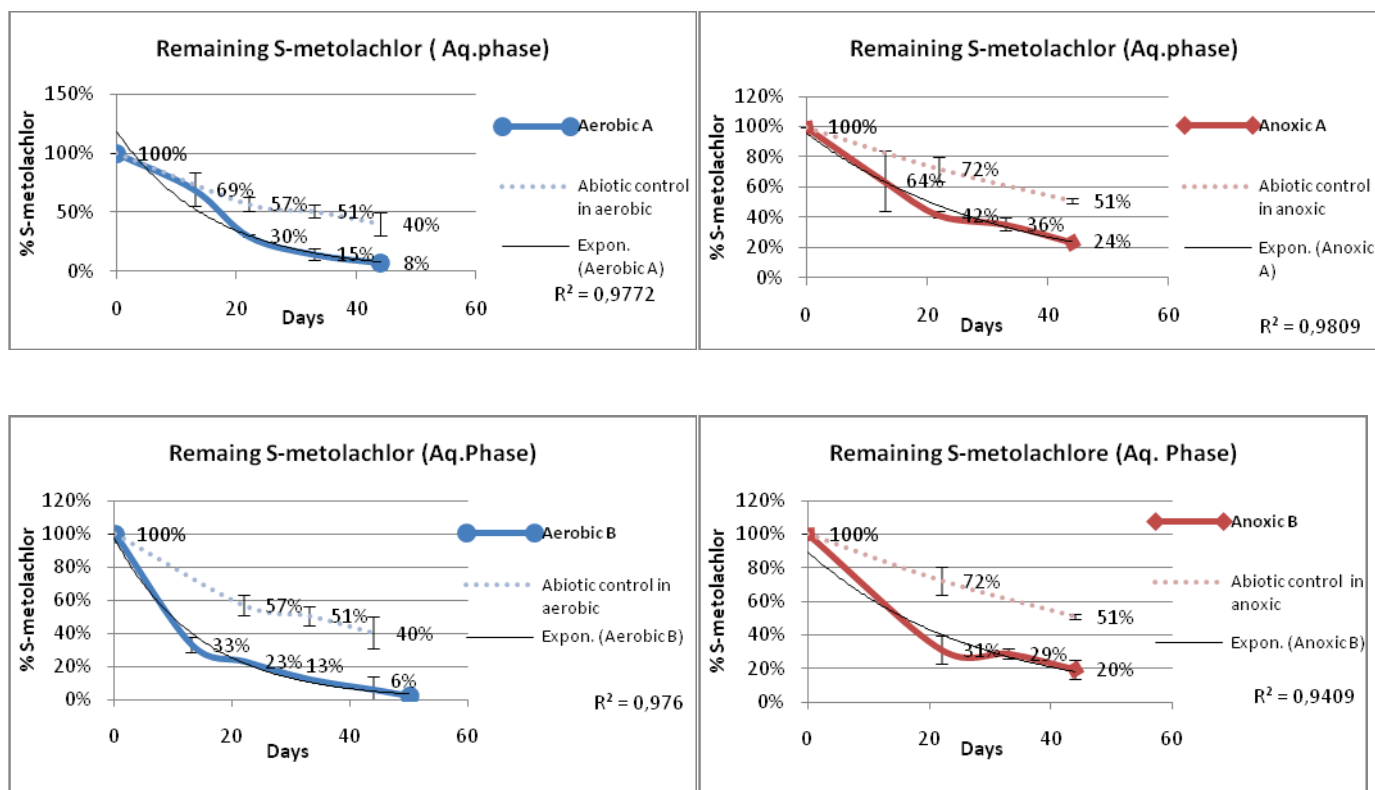 Remaining S-metolachlor ( Aq.phase)
% S-metolachlor
150%
100%
50%
0%
100%
69%
57%
51%
40%
30%
15%
8%
0
20
40
60
Days
Aerobic A
Abiotic control
in aerobic
Expon.
(Aerobic A)
R² = 0,9772
Remaining S-metolachlor (Aq.phase)
% S-metolachlor
120%
100%
80%
60%
40%
20%
0%
100%
72%
64%
51%
42%
36%
24%
0
20
40
60
Days
Anoxic A
Abiotic control
in anoxic
Expon. (Anoxic
A)
R² = 0,9809
Remaing S-metolachlor (Aq.Phase)
% S-metolachlor
120%
100%
80%
60%
40%
20%
0%
100%
57%
51%
40%
33%
23%
13%
6%
0
20
40
60
Days
Aerobic B
Abiotic control in
aerobic
Expon. (Aerobic B)
R² = 0,976
Remaining S-metolachlore (Aq. Phase)
% S-metolachlor
120%
100%
80%
60%
40%
20%
0%
100%
72%
51%
31%
29%
20%
0
20
40
60
Days
Anoxic B
Abiotic control in
anoxic
Expon. (Anoxic B)
R² = 0,9409